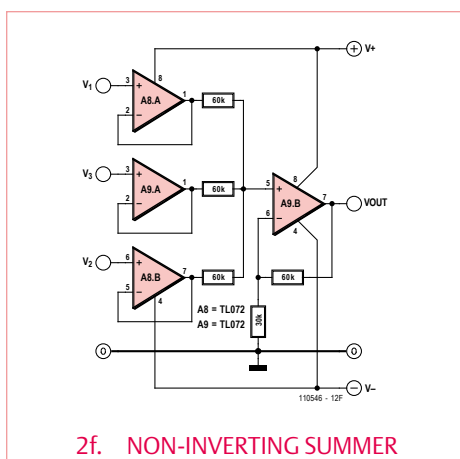 V+
V1
3
8
+
A8.A
1
60k
2
−
V3
3
+
A9.A
1
60k
5
+
8
A9.B
7
VOUT
2
−
6
−
4
V2
6
+
A8.B
7
60k
60k
5
−
4
A8 = TL072
A9 = TL072
30k
0
0
V−
110546 - 12F
2f. NON-INVERTING SUMMER